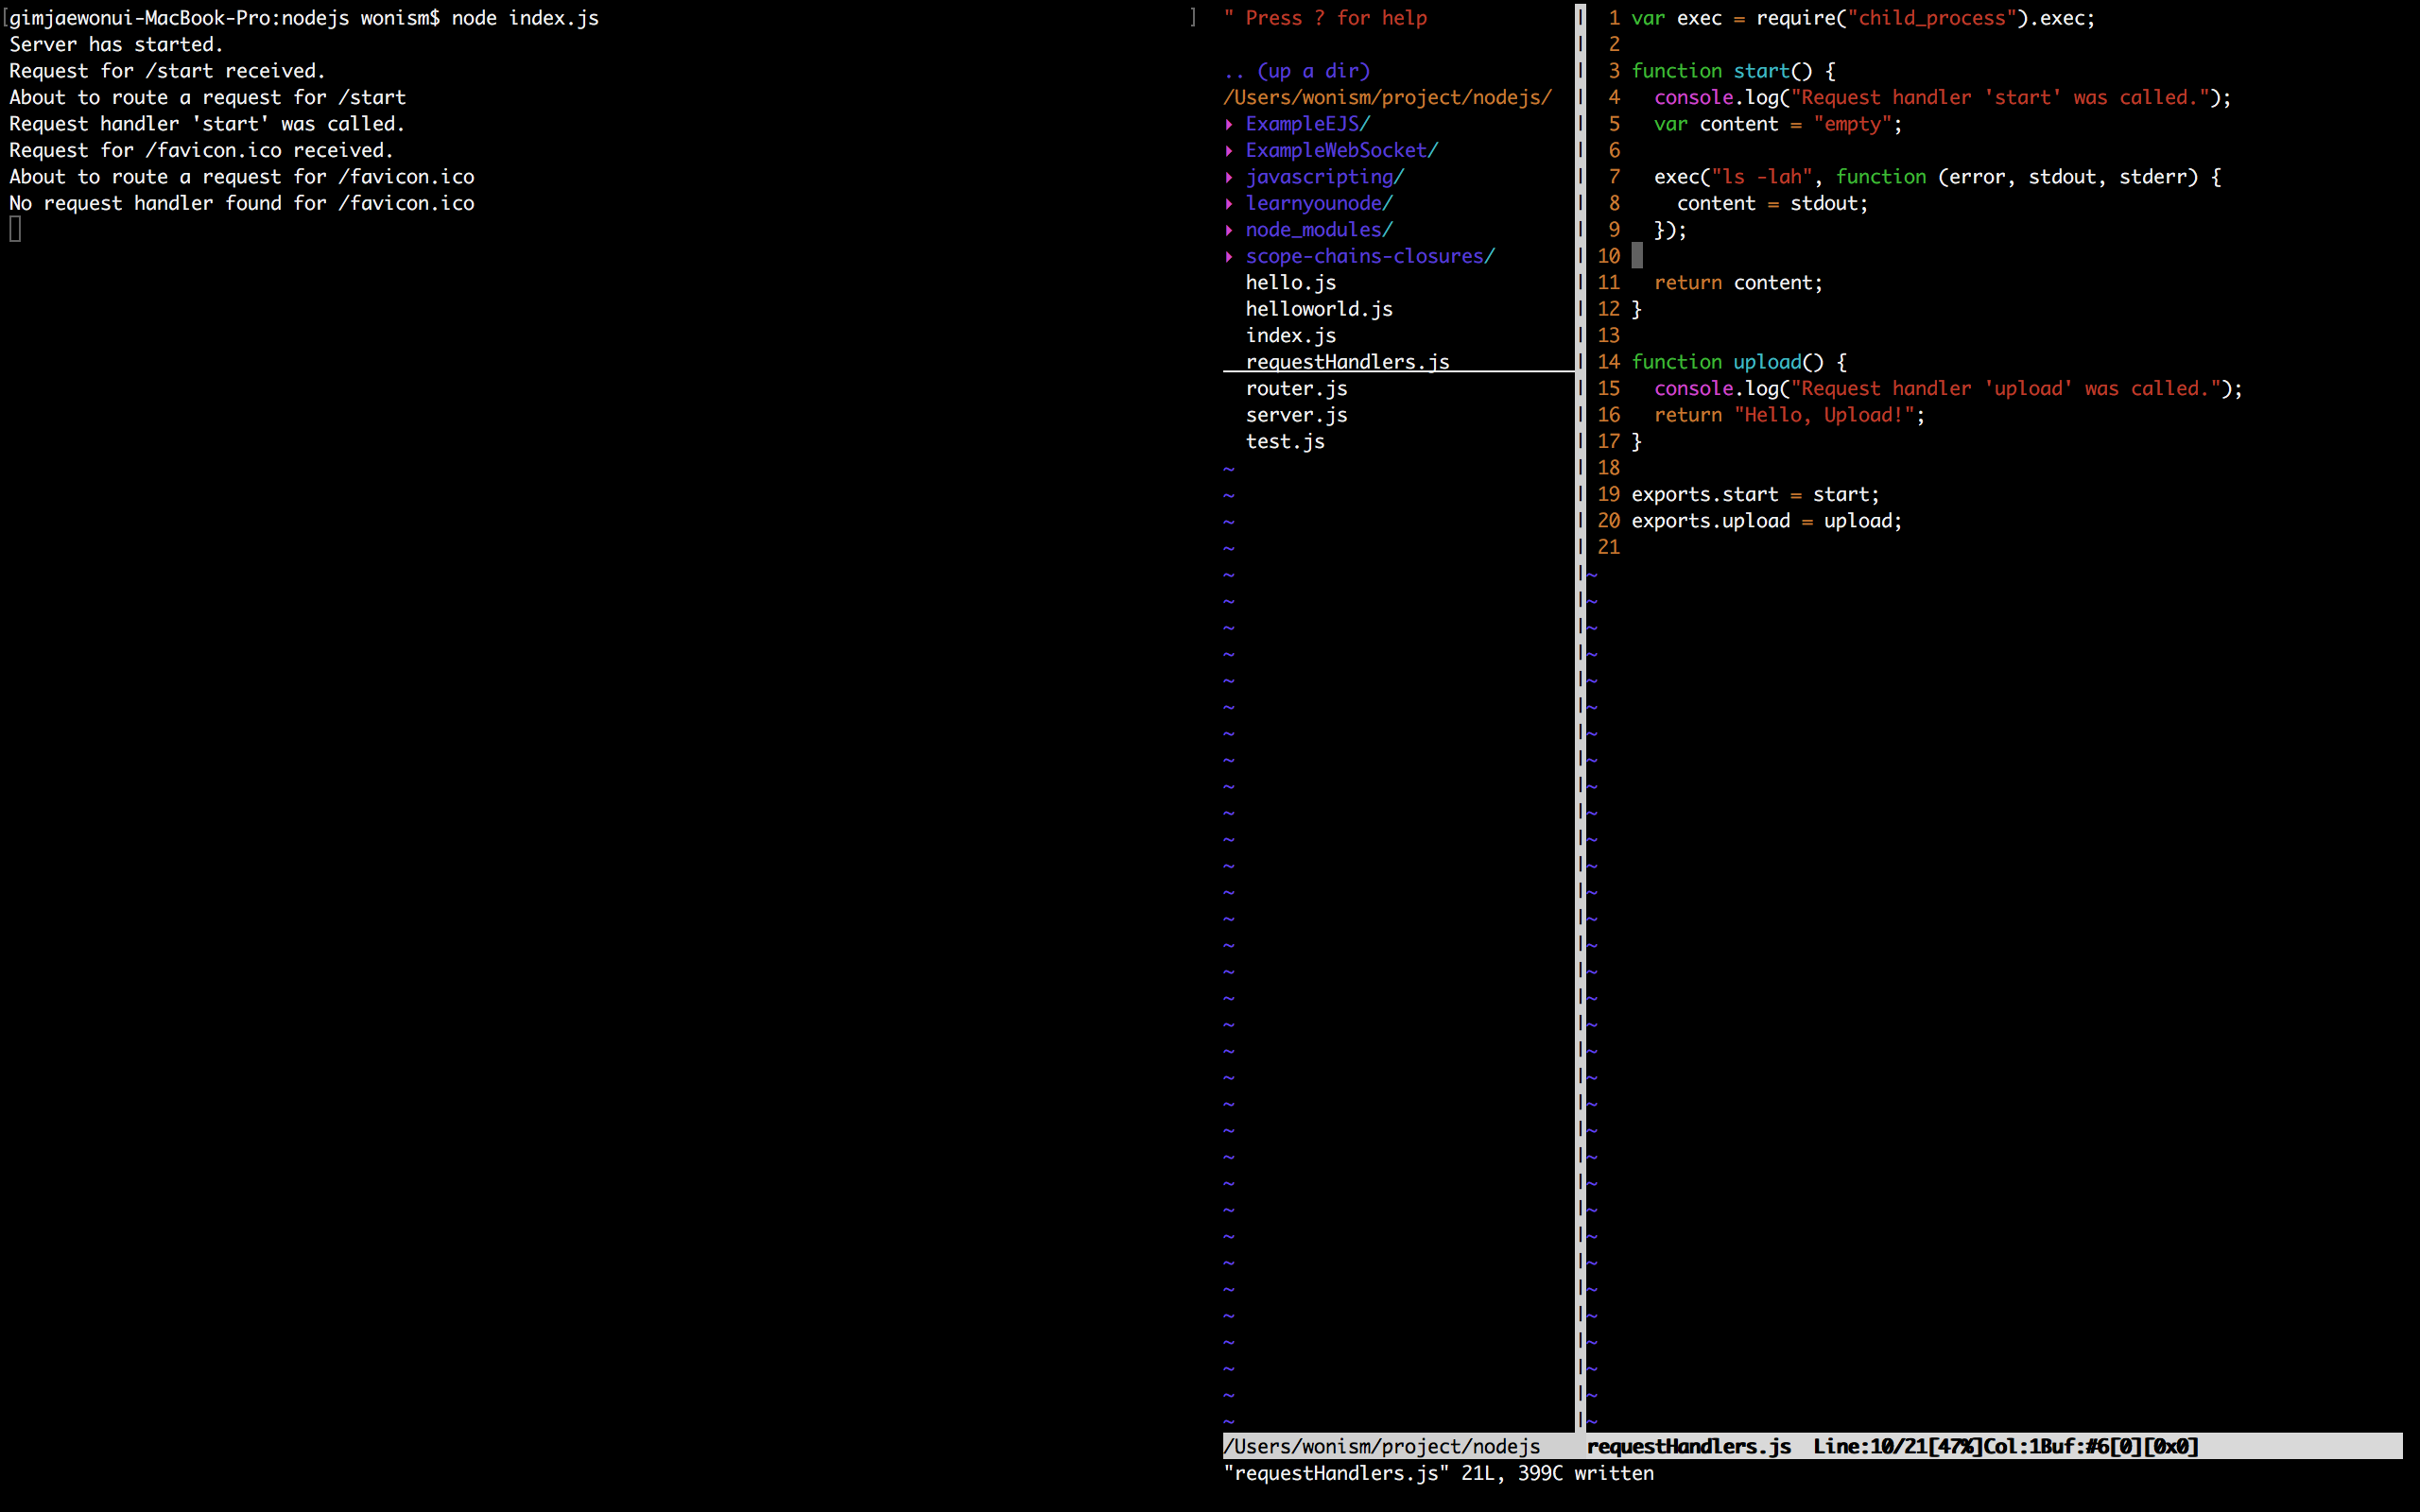 [gimjaewonui-MacBook-Pro:nodejs wonism$ node index.js ]
Server has started.
Request for /start received.
About to route a request for /start
Request handler 'start' was called.
Request for /favicon.ico received.
About to route a request for /favicon.ico
No request handler found for /favicon.ico
" Press ? for help
.. (up a dir)
/Users/wonism/project/nodejs/
▸ ExampleEJS/
▸ ExampleWebSocket/
▸ javascripting/
▸ learnyounode/
▸ node_modules/
▸ scope-chains-closures/
hello.js
helloworld.js
index.js
requestHandlers.js
router.js
server.js
test.js
/Users/wonism/project/nodejs
1 var exec = require("child_process").exec;
2
3 function start() {
4   console.log("Request handler 'start' was called.");
5   var content = "empty";
6
7   exec("ls -lah", function (error, stdout, stderr) {
8     content = stdout;
9   });
10
11   return content;
12 }
13
14 function upload() {
15   console.log("Request handler 'upload' was called.");
16   return "Hello, Upload!";
17 }
18
19 exports.start = start;
20 exports.upload = upload;
21
requestHandlers.js  Line:10/21[47%]Col:1Buf:#6[0][0x0]
"requestHandlers.js" 21L, 399C written